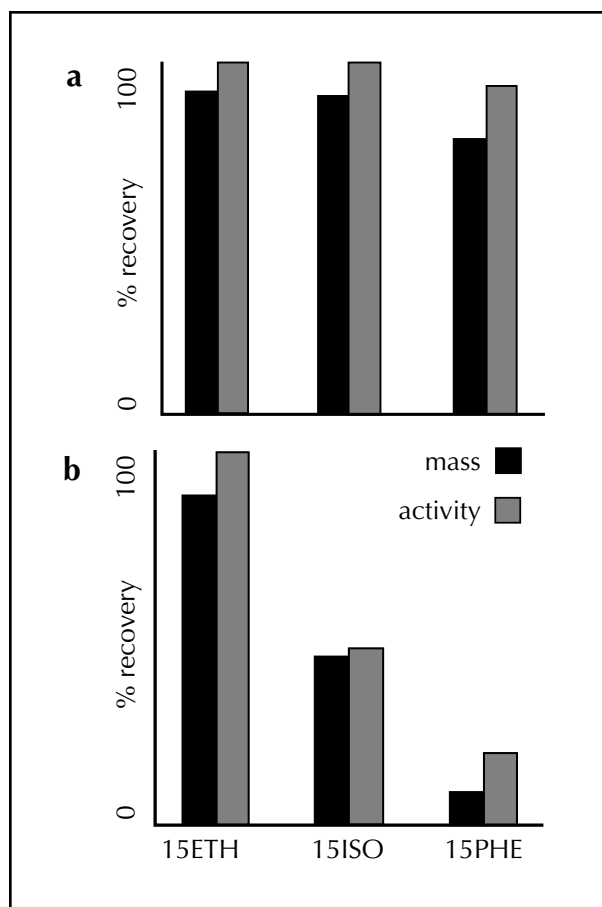 a
100
% recovery
0
b
100
% recovery
0
mass
activity
15ETH 15ISO 15PHE